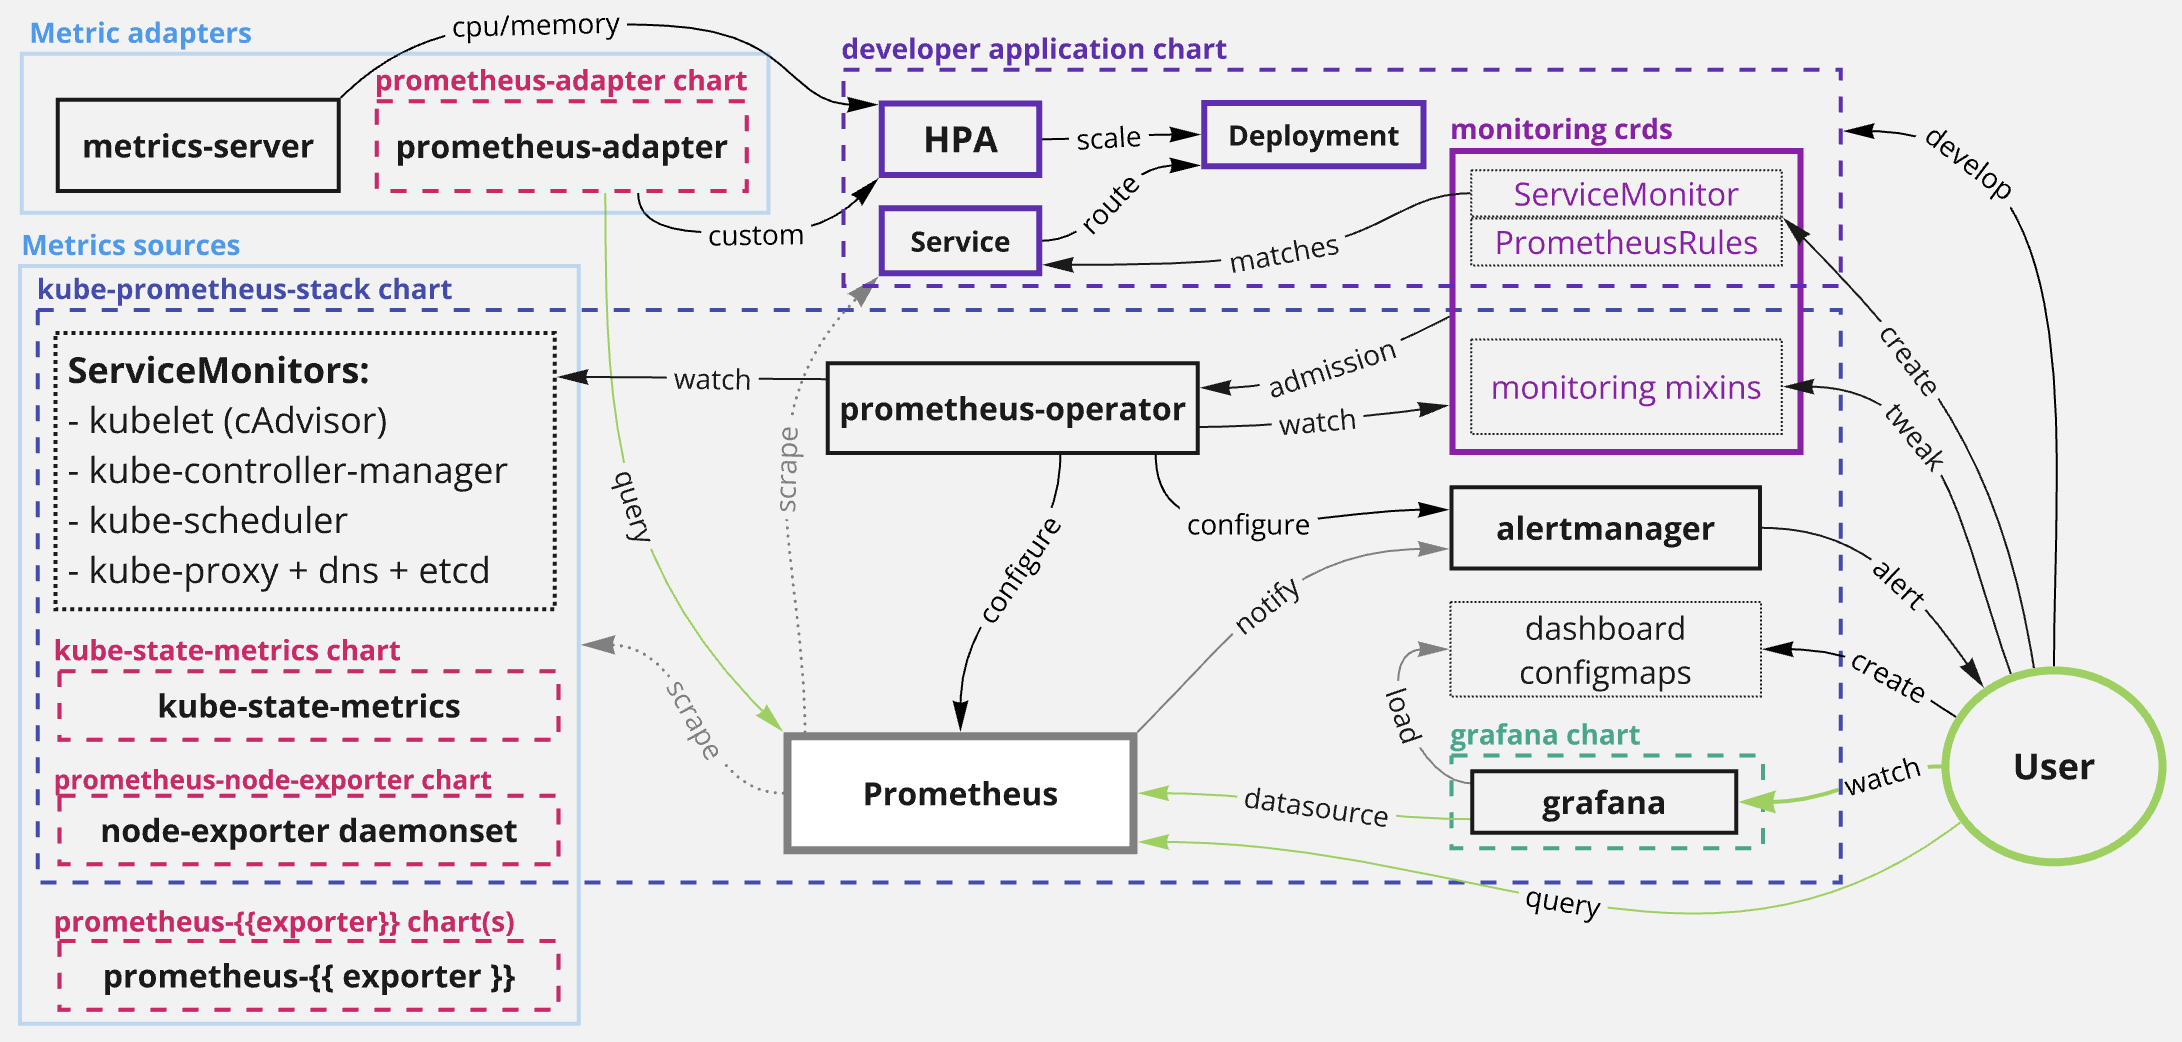 Metric adapters
cpu/memory
prometheus-adapter chart
metrics-server
prometheus-adapter
custom
developer application chart
HPA
scale
Deployment
route
Service
matches
monitoring crds
ServiceMonitor
PrometheusRules
develop
Metrics sources
kube-prometheus-stack chart
ServiceMonitors:
- kubelet (cAdvisor)
- kube-controller-manager
- kube-scheduler
- kube-proxy + dns + etcd
watch
prometheus-operator
admission
watch
monitoring mixins
create
tweak
query
scrape
configure
configure
alertmanager
alert
notify
kube-state-metrics chart
kube-state-metrics
scrape
dashboard
configmaps
create
load
prometheus-node-exporter chart
node-exporter daemonset
Prometheus
datasource
grafana chart
grafana
watch
User
query
prometheus-{{exporter}} chart(s)
prometheus-{{ exporter }}